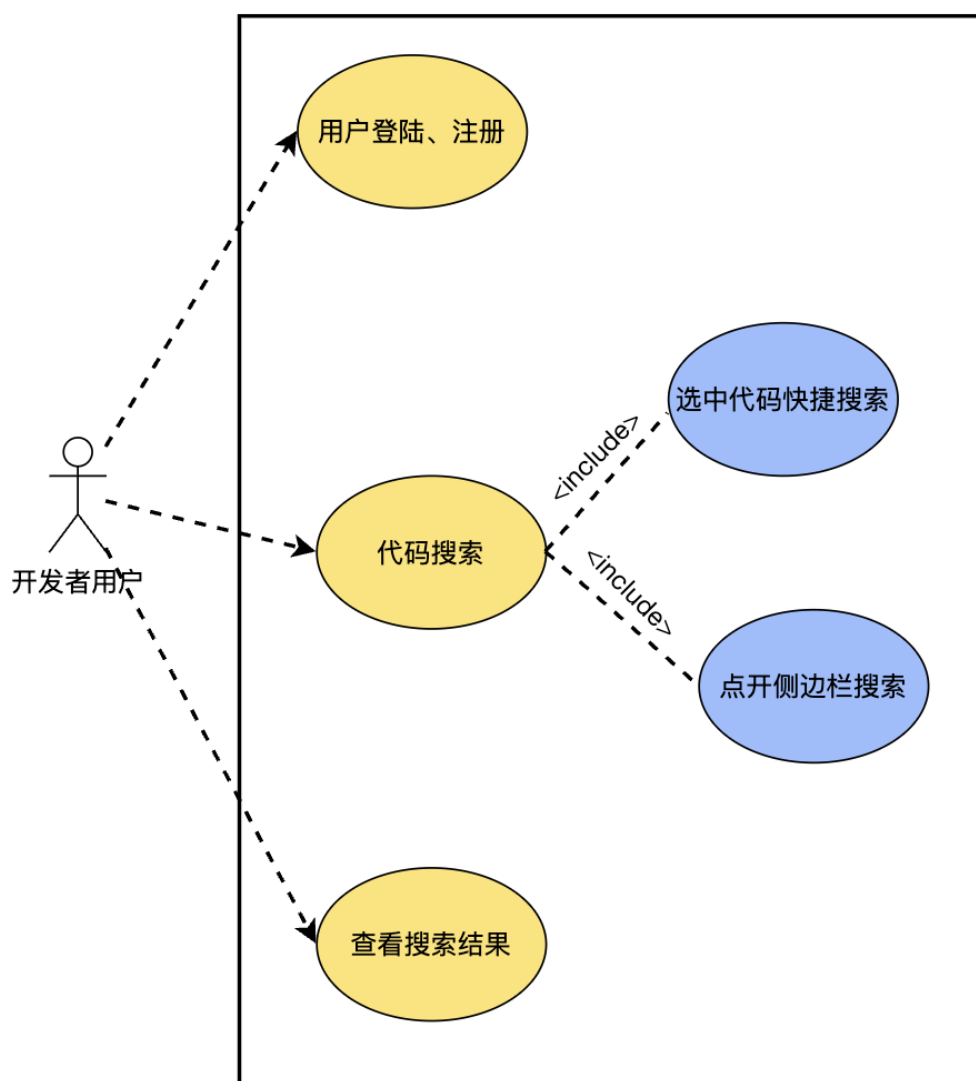 用户登陆、注册
选中代码快捷搜索
<include>
代码搜索
<include>
开发者用户
点开侧边栏搜索
查看搜索结果